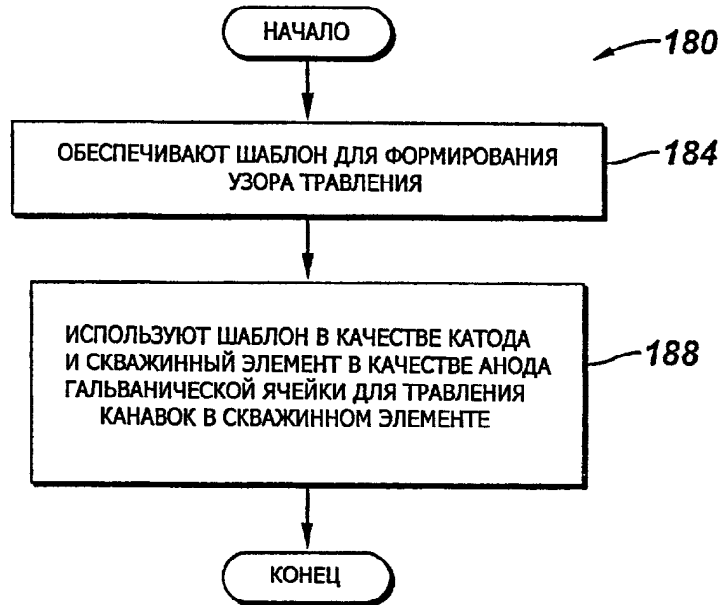 НАЧАЛО
180
ОБЕСПЕЧИВАЮТ ШАБЛОН ДЛЯ ФОРМИРОВАНИЯ
УЗОРА ТРАВЛЕНИЯ
184
ИСПОЛЬЗУЮТ ШАБЛОН В КАЧЕСТВЕ КАТОДА
И СКВАЖИННЫЙ ЭЛЕМЕНТ В КАЧЕСТВЕ АНОДА
ГАЛЬВАНИЧЕСКОЙ ЯЧЕЙКИ ДЛЯ ТРАВЛЕНИЯ
КАНАВОК В СКВАЖИННОМ ЭЛЕМЕНТЕ
188
КОНЕЦ